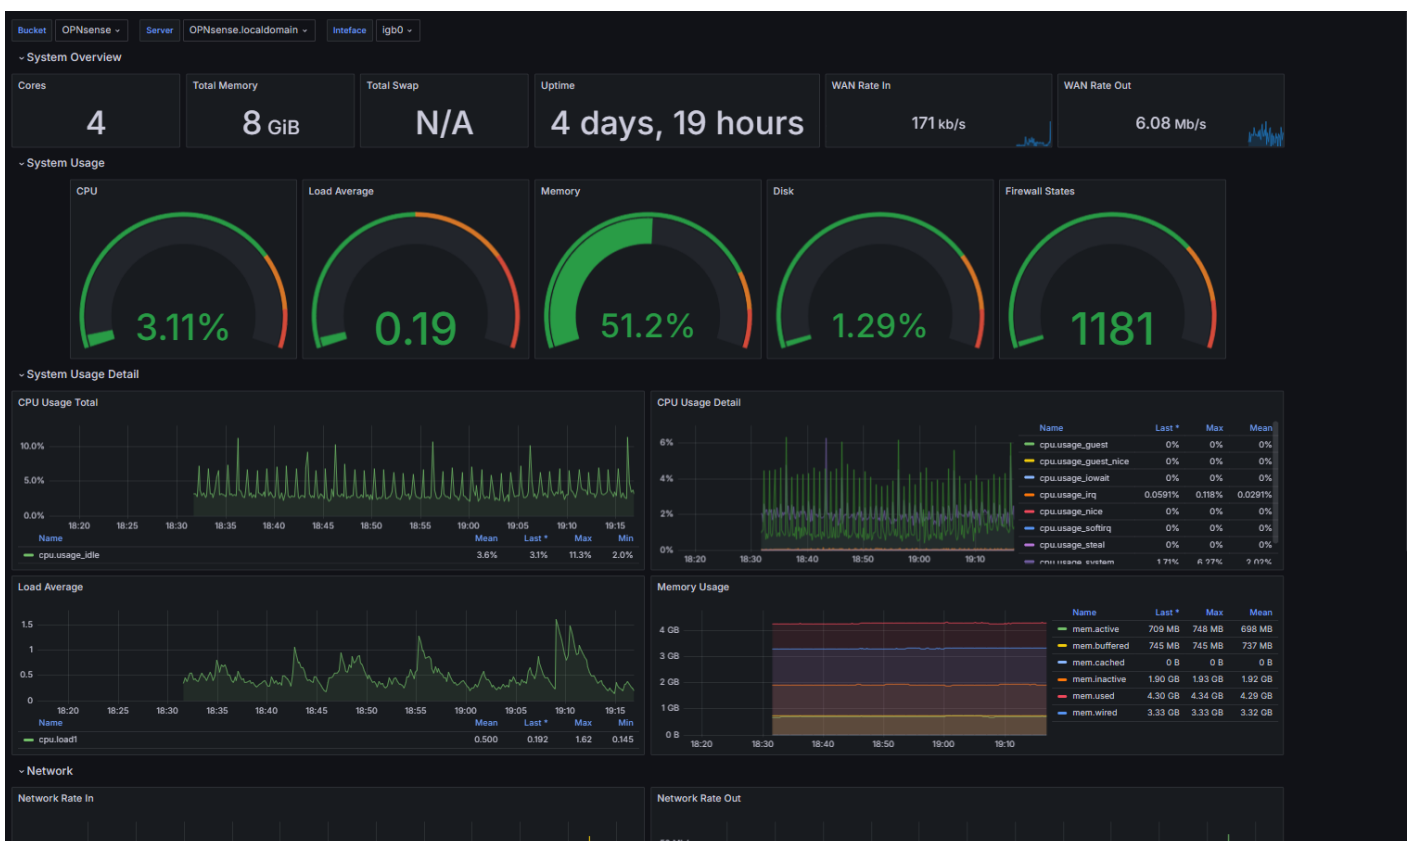 Bucket OPNsense Server OPNsense.localdomain Inteface igb0
System Overview
Cores Total Memory Total Swap Uptime WAN Rate In WAN Rate Out
4 8 GiB N/A 4 days, 19 hours 171 kb/s 6.08 Mb/s
System Usage
CPU Load Average Memory Disk Firewall States
3.11% 0.19 51.2% 1.29% 1181
System Usage Detail
CPU Usage Total
10.0%
5.0%
0.0%
18:20 18:25 18:30 18:35 18:40 18:45 18:50 18:55 19:00 19:05 19:10 19:15
Name Mean Last * Max Min
cpu.usage_idle 3.6% 3.1% 11.3% 2.0%
CPU Usage Detail
6%
4%
2%
0%
18:20 18:30 18:40 18:50 19:00 19:10
Name Last * Max Mean
cpu.usage_guest 0% 0% 0%
cpu.usage_guest_nice 0% 0% 0%
cpu.usage_iowait 0% 0% 0%
cpu.usage_irq 0.0591% 0.118% 0.0291%
cpu.usage_nice 0% 0% 0%
cpu.usage_softirq 0% 0% 0%
cpu.usage_steal 0% 0% 0%
cpu.usage_system 1.71% 6.27% 2.02%
Load Average
1.5
1
0.5
0
18:20 18:25 18:30 18:35 18:40 18:45 18:50 18:55 19:00 19:05 19:10 19:15
Name Mean Last * Max Min
cpu.load1 0.500 0.192 1.62 0.145
Memory Usage
4 GB
3 GB
2 GB
1 GB
0 B
18:20 18:30 18:40 18:50 19:00 19:10
Name Last * Max Mean
mem.active 709 MB 748 MB 698 MB
mem.buffered 745 MB 745 MB 737 MB
mem.cached 0 B 0 B 0 B
mem.inactive 1.90 GB 1.93 GB 1.92 GB
mem.used 4.30 GB 4.34 GB 4.29 GB
mem.wired 3.33 GB 3.33 GB 3.32 GB
Network
Network Rate In
Network Rate Out